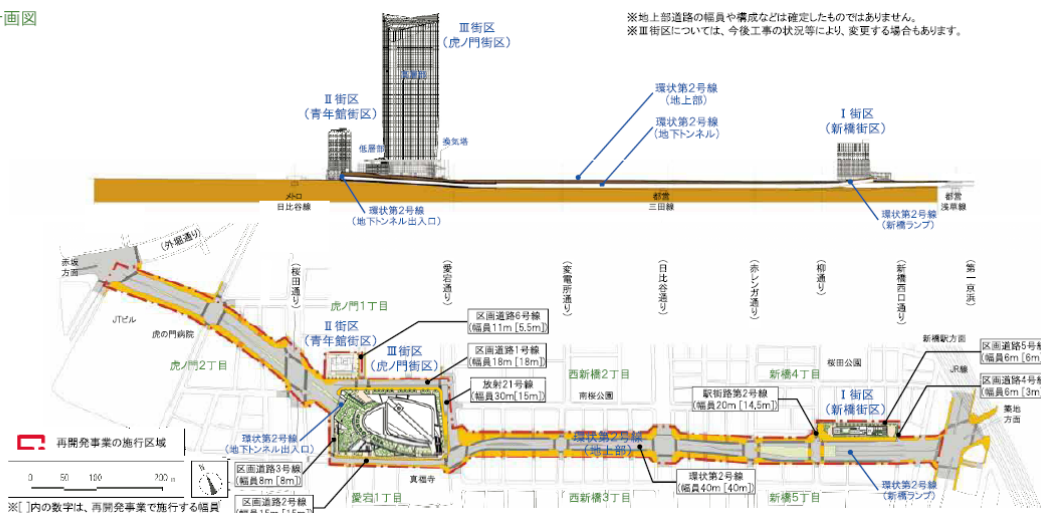 計画図
※地上部道路の幅員や構成などは確定したものではありません。
※Ⅲ街区については、今後工事の状況等により、変更する場合もあります。
Ⅲ街区
(虎ノ門街区)
高層部
Ⅱ街区
(青年館街区)
低層部
換気塔
環状第2号線
(地上部)
環状第2号線
(地下トンネル)
Ⅰ街区
(新橋街区)
メトロ
日比谷線
環状第2号線
(地下トンネル出入口)
都営
三田線
環状第2号線
(新橋ランプ)
都営
浅草線
赤坂
方面
(外堀通り)
(桜田通り)
(愛宕通り)
(変電所通り)
(日比谷通り)
(赤レンガ通り)
(柳通り)
(新橋西口通り)
(第一京浜)
JTビル
虎の門病院
虎ノ門1丁目
虎ノ門2丁目
Ⅱ街区
(青年館街区)
Ⅲ街区
(虎ノ門街区)
区画道路6号線
(幅員11m [5.5m])
区画道路1号線
(幅員18m [18m])
放射21号線
(幅員30m[15m])
西新橋2丁目
南桜公園
新橋4丁目
桜田公園
新橋駅方面
JR線
区画道路5号線
(幅員6m [6m])
区画道路4号線
(幅員6m [3m])
駅街路第2号線
(幅員20m [14.5m])
Ⅰ街区
(新橋街区)
築地
方面
再開発事業の施行区域
環状第2号線
(地下トンネル出入口)
環状第2号線
(地上部)
0 50 100 200 m
N
区画道路3号線
(幅員8m [8m])
区画道路2号線
(幅員15m [15m])
真福寺
愛宕1丁目
西新橋3丁目
環状第2号線
(幅員40m [40m])
新橋5丁目
環状第2号線
(新橋ランプ)
※[ ]内の数字は、再開発事業で施行する幅員